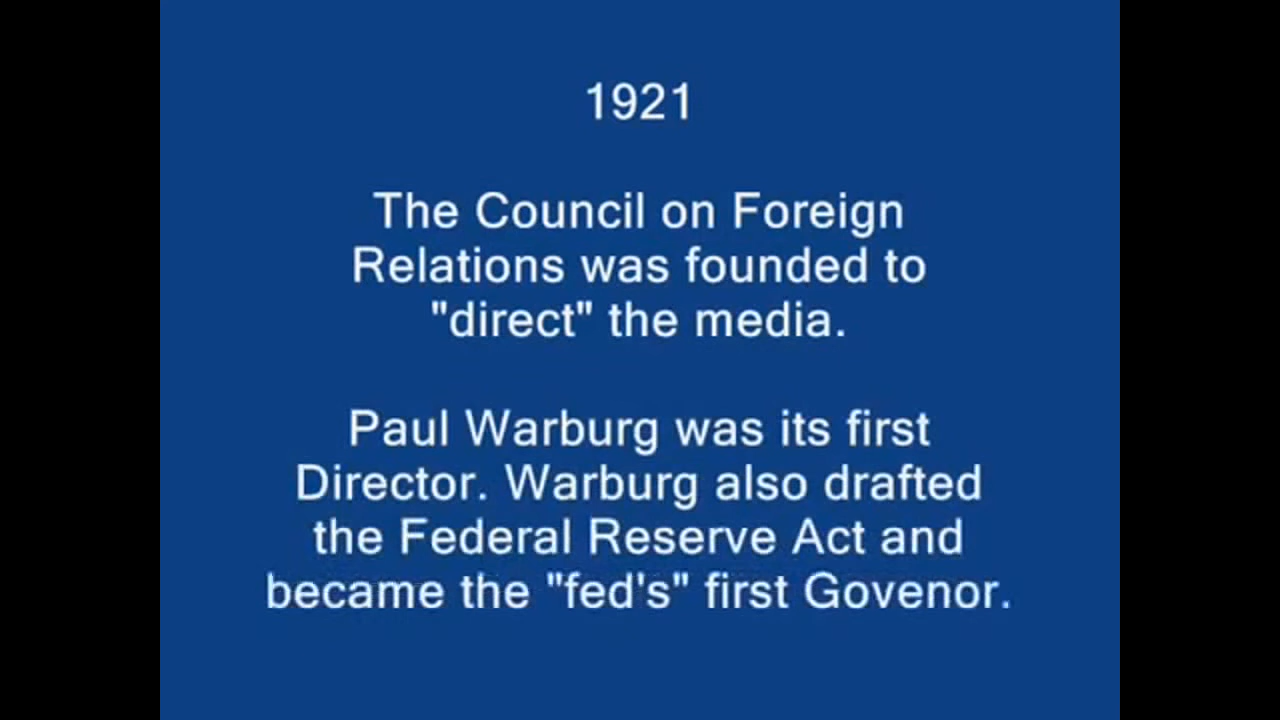 1921
The Council on Foreign
Relations was founded to
"direct" the media.
Paul Warburg was its first
Director. Warburg also drafted
the Federal Reserve Act and
became the "fed's" first Govenor.